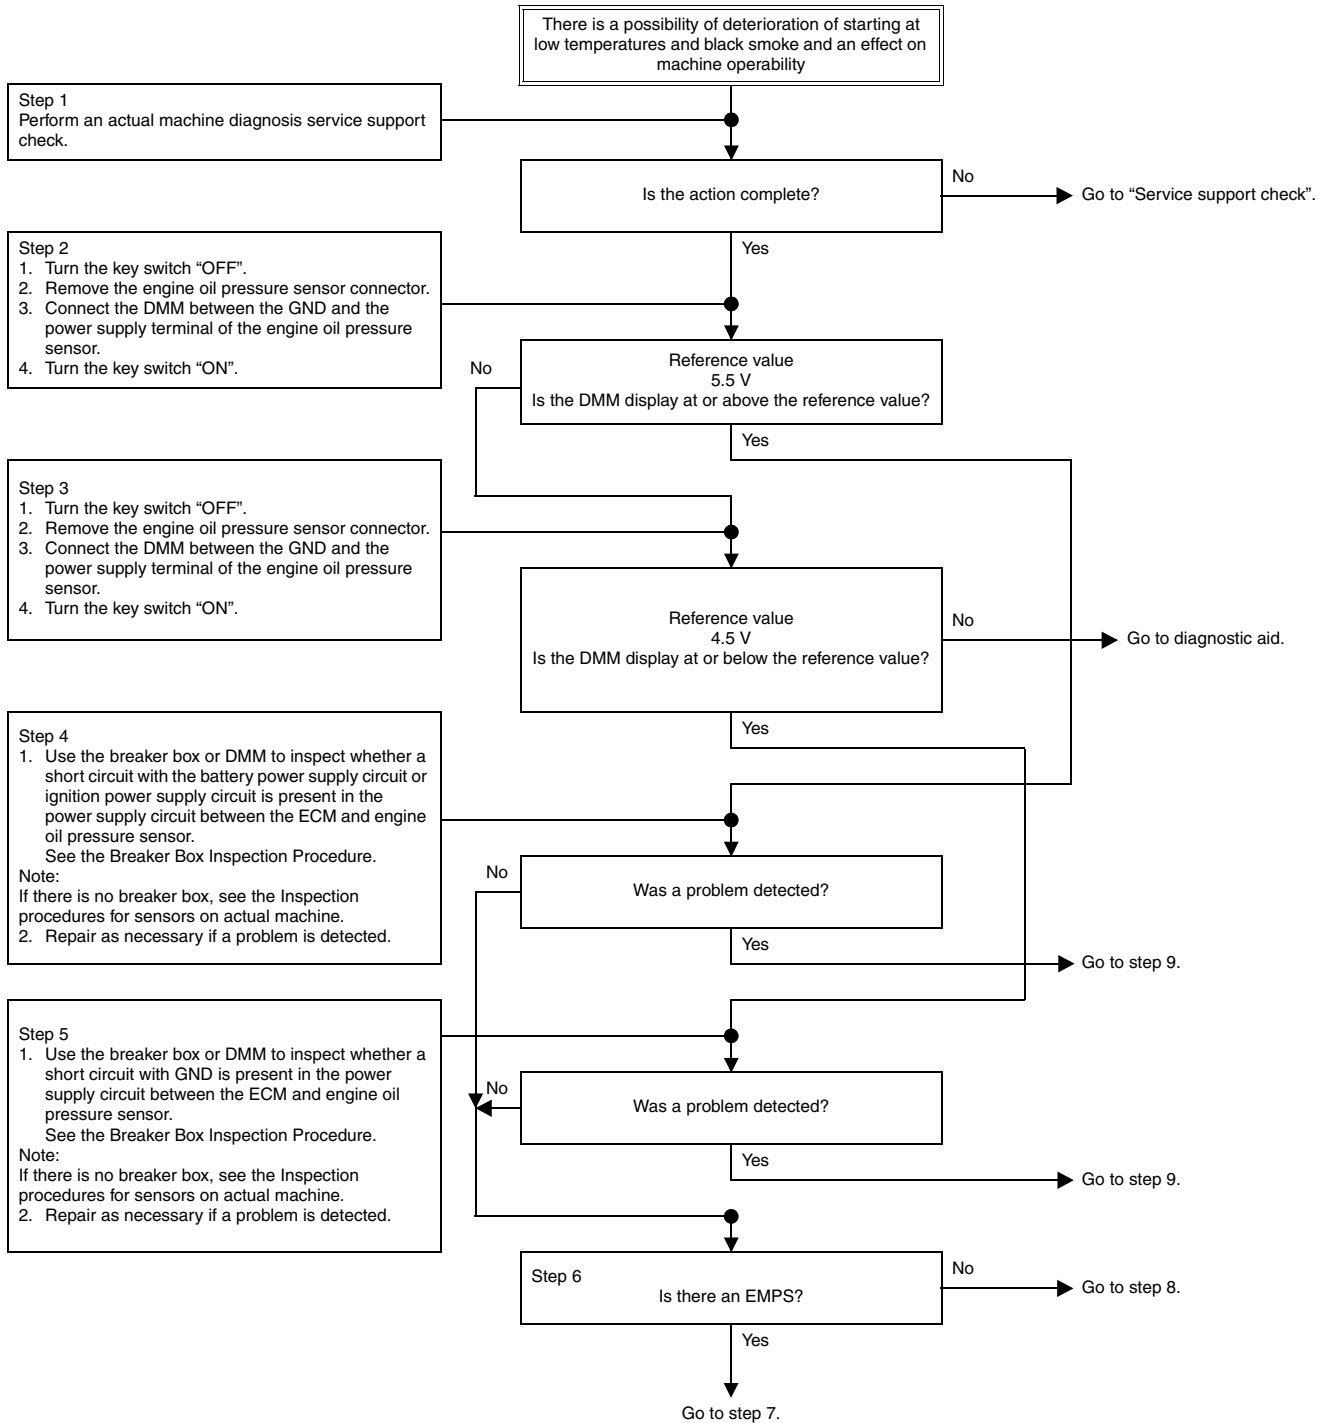 There is a possibility of deterioration of starting at
low temperatures and black smoke and an effect on
machine operability
Step 1
Perform an actual machine diagnosis service support
check.
Is the action complete?
No
Go to “Service support check”.
Yes
Step 2
1. Turn the key switch “OFF”.
2. Remove the engine oil pressure sensor connector.
3. Connect the DMM between the GND and the
power supply terminal of the engine oil pressure
sensor.
4. Turn the key switch “ON”.
No
Reference value
5.5 V
Is the DMM display at or above the reference value?
Yes
Step 3
1. Turn the key switch “OFF”.
2. Remove the engine oil pressure sensor connector.
3. Connect the DMM between the GND and the
power supply terminal of the engine oil pressure
sensor.
4. Turn the key switch “ON”.
Reference value
4.5 V
Is the DMM display at or below the reference value?
No
Go to diagnostic aid.
Yes
Step 4
1. Use the breaker box or DMM to inspect whether a
short circuit with the battery power supply circuit or
ignition power supply circuit is present in the
power supply circuit between the ECM and engine
oil pressure sensor.
See the Breaker Box Inspection Procedure.
Note:
If there is no breaker box, see the Inspection
procedures for sensors on actual machine.
2. Repair as necessary if a problem is detected.
No
Was a problem detected?
Yes
Go to step 9.
Step 5
1. Use the breaker box or DMM to inspect whether a
short circuit with GND is present in the power
supply circuit between the ECM and engine oil
pressure sensor.
See the Breaker Box Inspection Procedure.
Note:
If there is no breaker box, see the Inspection
procedures for sensors on actual machine.
2. Repair as necessary if a problem is detected.
No
Was a problem detected?
Yes
Go to step 9.
Step 6
Is there an EMPS?
No
Go to step 8.
Yes
Go to step 7.